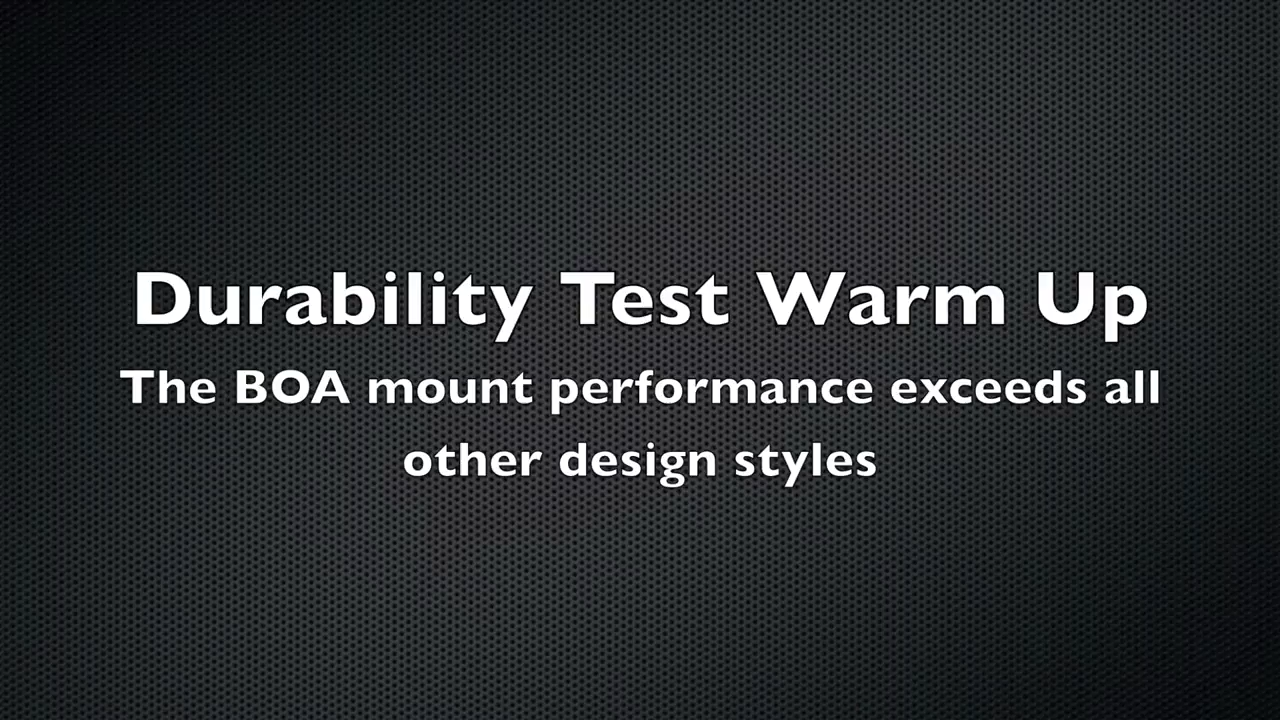 Durability Test Warm Up
The BOA mount performance exceeds all
other design styles